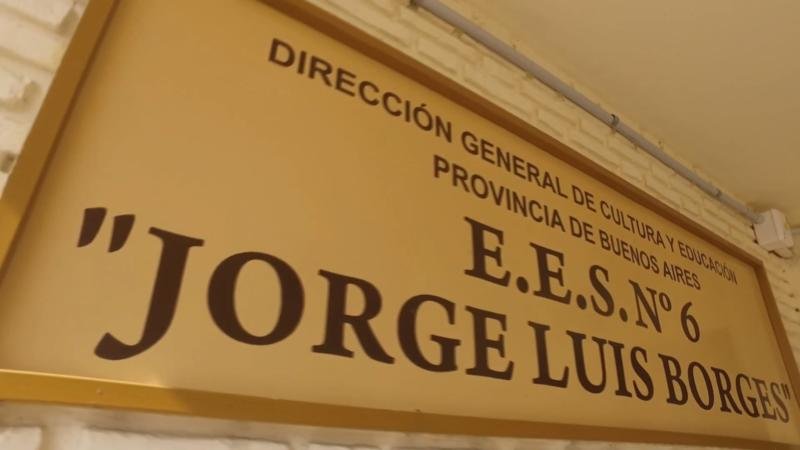 DIRECCIÓN GENERAL DE CULTURA Y EDUCACIÓN
PROVINCIA DE BUENOS AIRES
E.E.S. Nº 6
"JORGE LUIS BORGES"